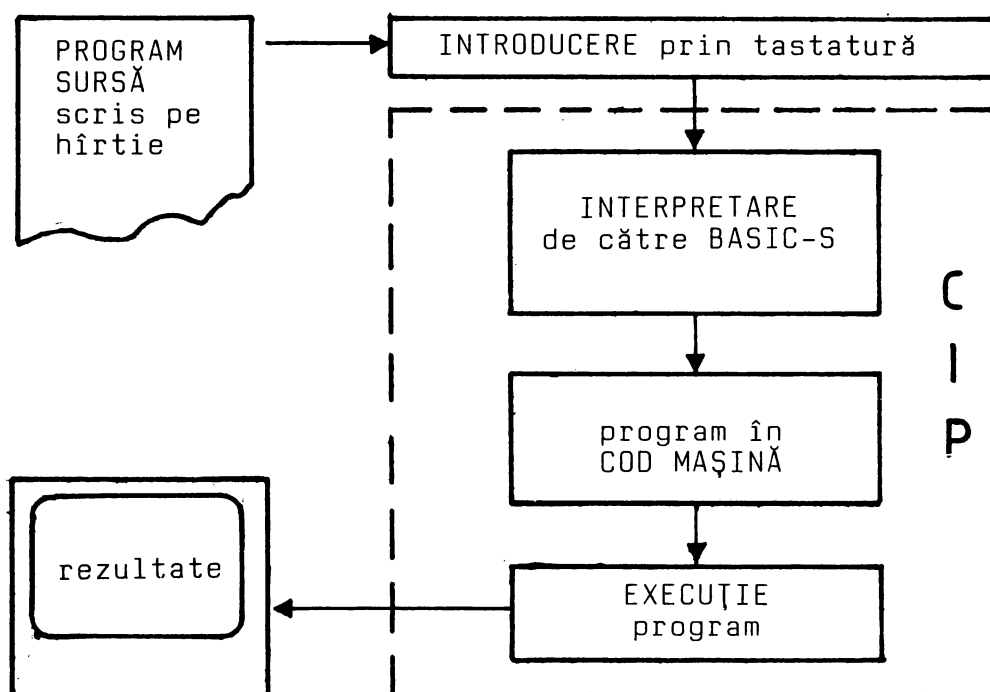 PROGRAM
SURSĂ
scris pe
hîrtie
INTRODUCERE prin tastatură
INTERPRETARE
de către BASIC-S
C
I
P
program în
COD MAŞINĂ
rezultate
EXECUŢIE
program